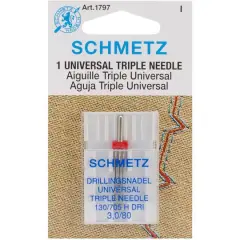 Art.1797
I
SCHMETZ
1 UNIVERSAL TRIPLE NEEDLE
Aiguille Triple Universal
Aguja Triple Universal
SCHMETZ
DRILLINGSNADEL
UNIVERSAL
TRIPLE NEEDLE
130/705 H DRI
3,0/80